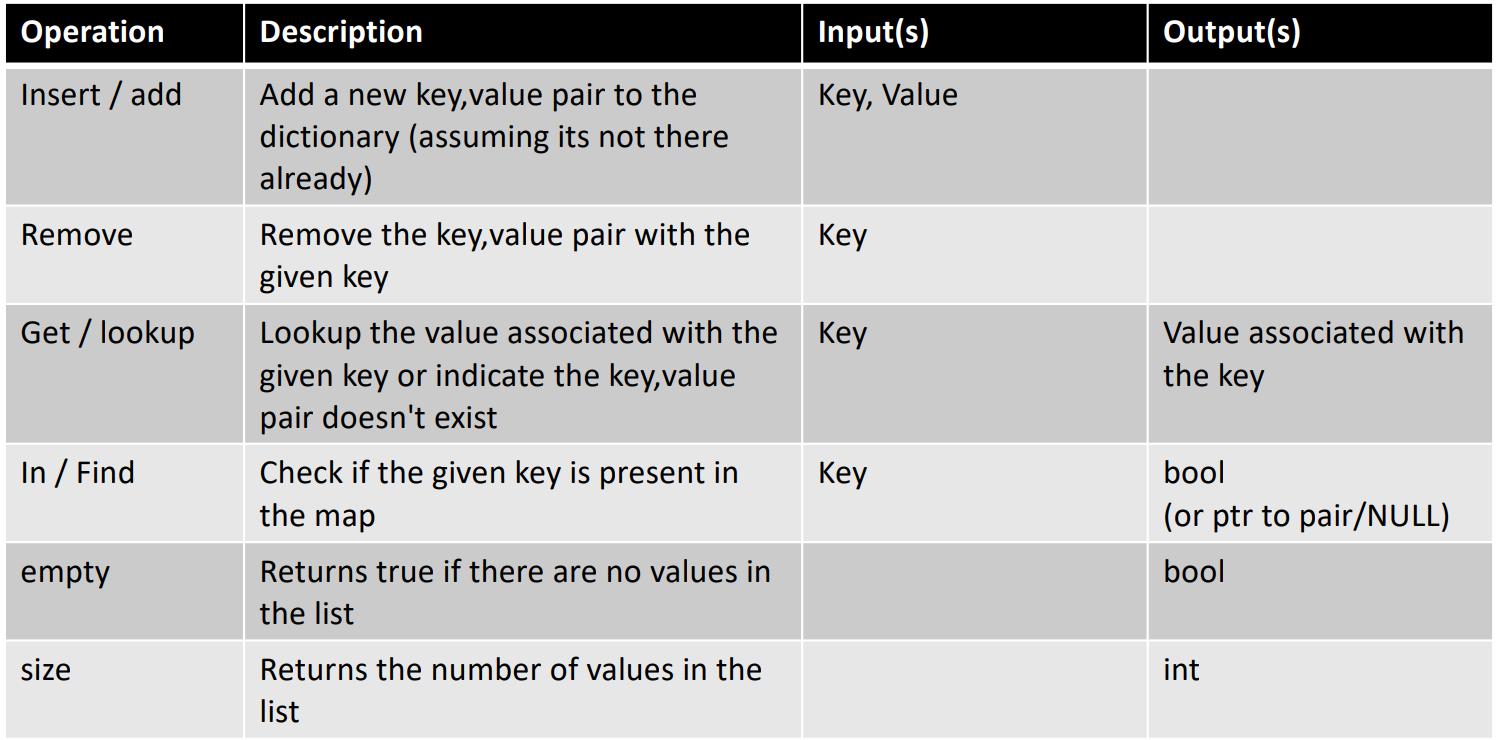 Operation Description Input(s) Output(s)
Insert / add Add a new key,value pair to the Key, Value
dictionary (assuming its not there
already)
Remove Remove the key,value pair with the Key
given key
Get / lookup Lookup the value associated with the Key Value associated with
given key or indicate the key,value the key
pair doesn't exist
In / Find Check if the given key is present in Key bool
the map (or ptr to pair/NULL)
empty Returns true if there are no values in bool
the list
size Returns the number of values in the int
list